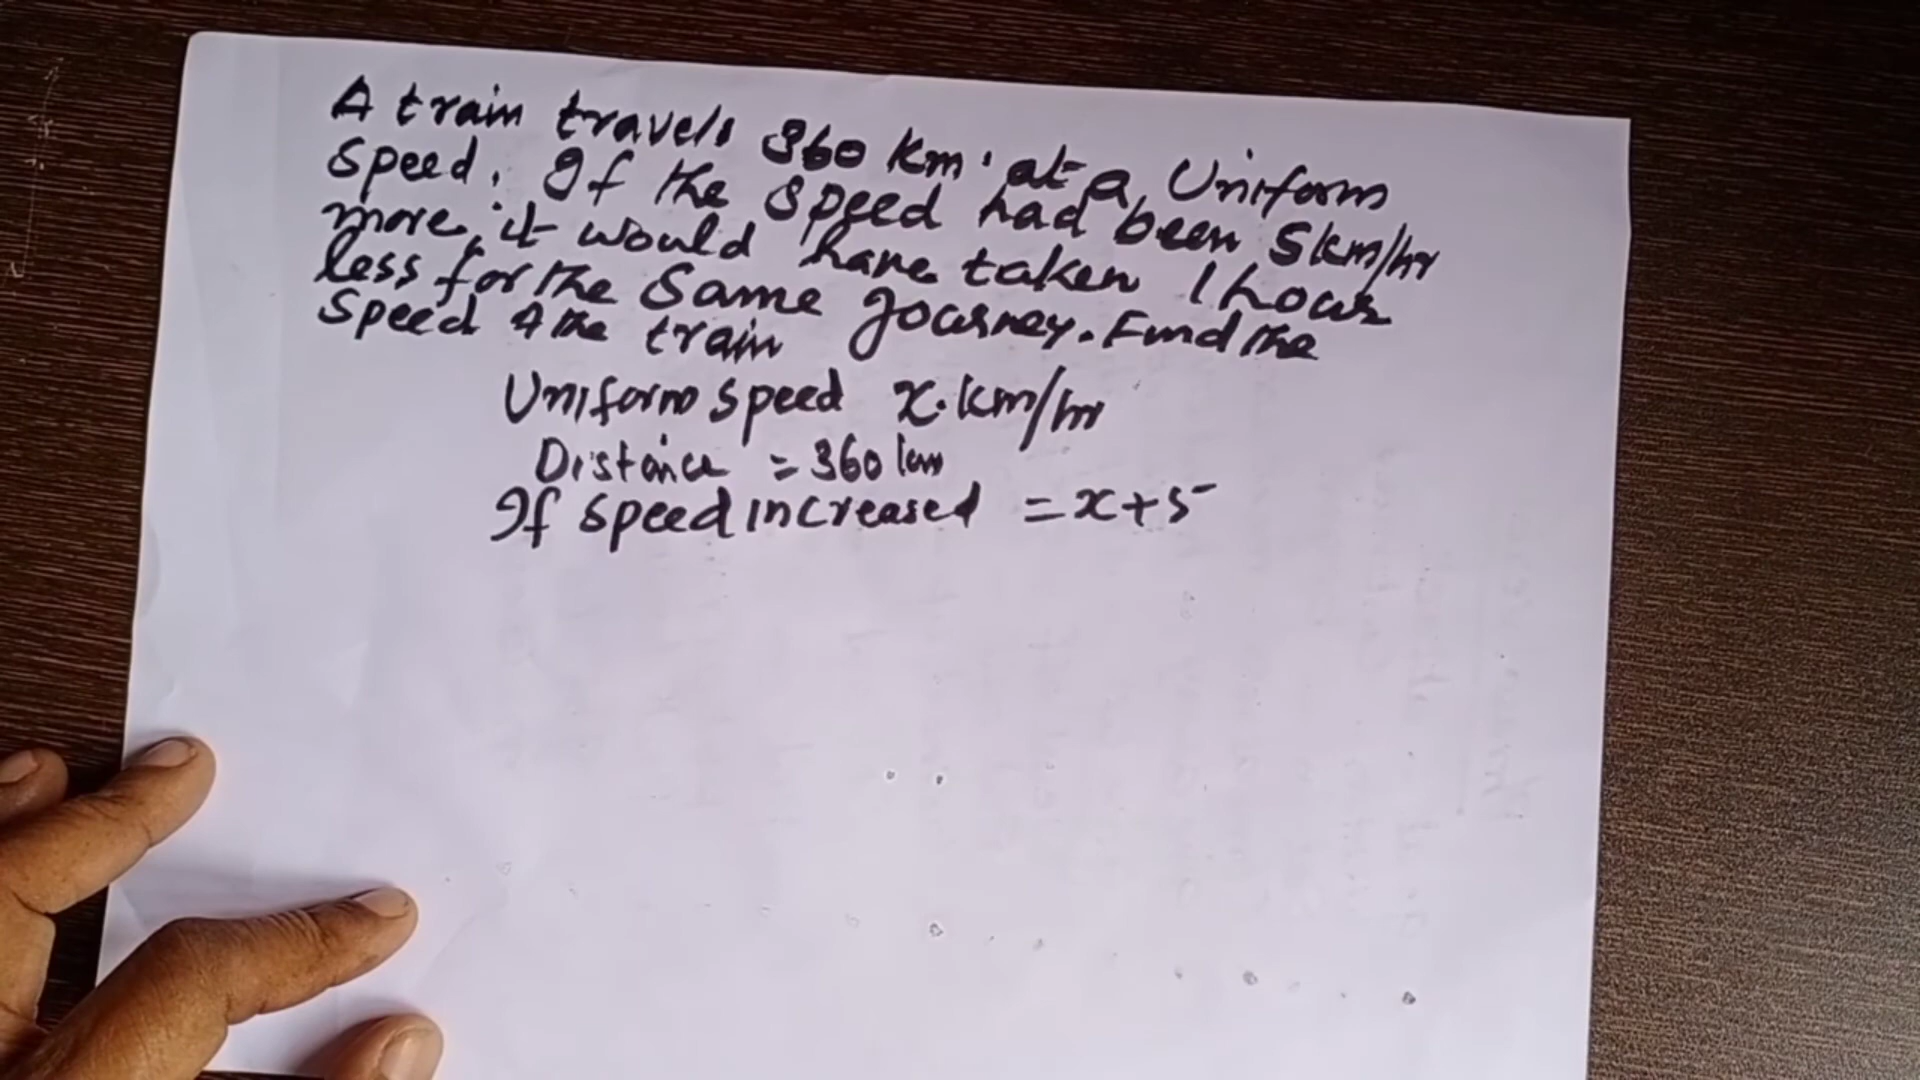 A train travels 360 km. at a Uniform
speed. If the speed had been 5km/hr
more, it would have taken 1 hour
less for the same journey. Find the
speed of the train
Uniform speed x. km/hr
Distance = 360 km
If speed increased = x+5